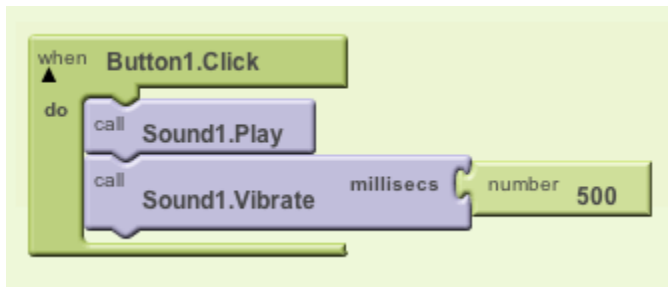 when Button1.Click
do
call Sound1.Play
call Sound1.Vibrate millisecs number 500